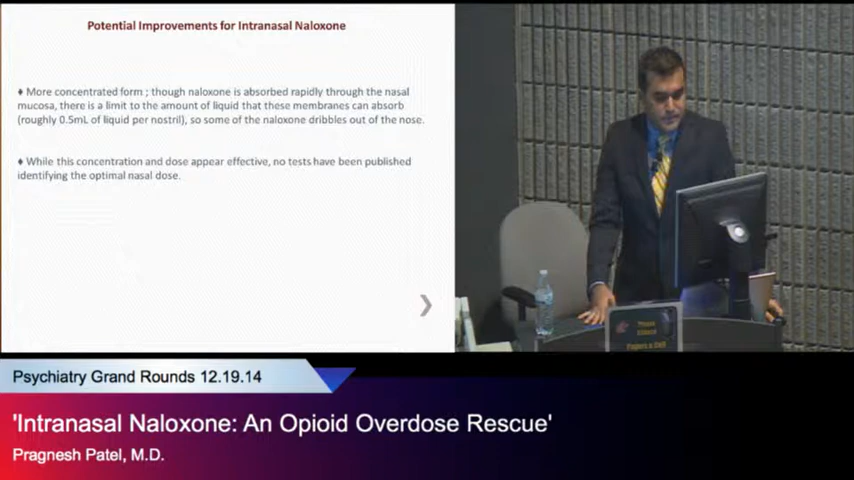 Potential Improvements for Intranasal Naloxone
♦ More concentrated form ; though naloxone is absorbed rapidly through the nasal
mucosa, there is a limit to the amount of liquid that these membranes can absorb
(roughly 0.5mL of liquid per nostril), so some of the naloxone dribbles out of the nose.
♦ While this concentration and dose appear effective, no tests have been published
identifying the optimal nasal dose.
Please
Silence
Pagers & Cell
Psychiatry Grand Rounds 12.19.14
'Intranasal Naloxone: An Opioid Overdose Rescue'
Pragnesh Patel, M.D.